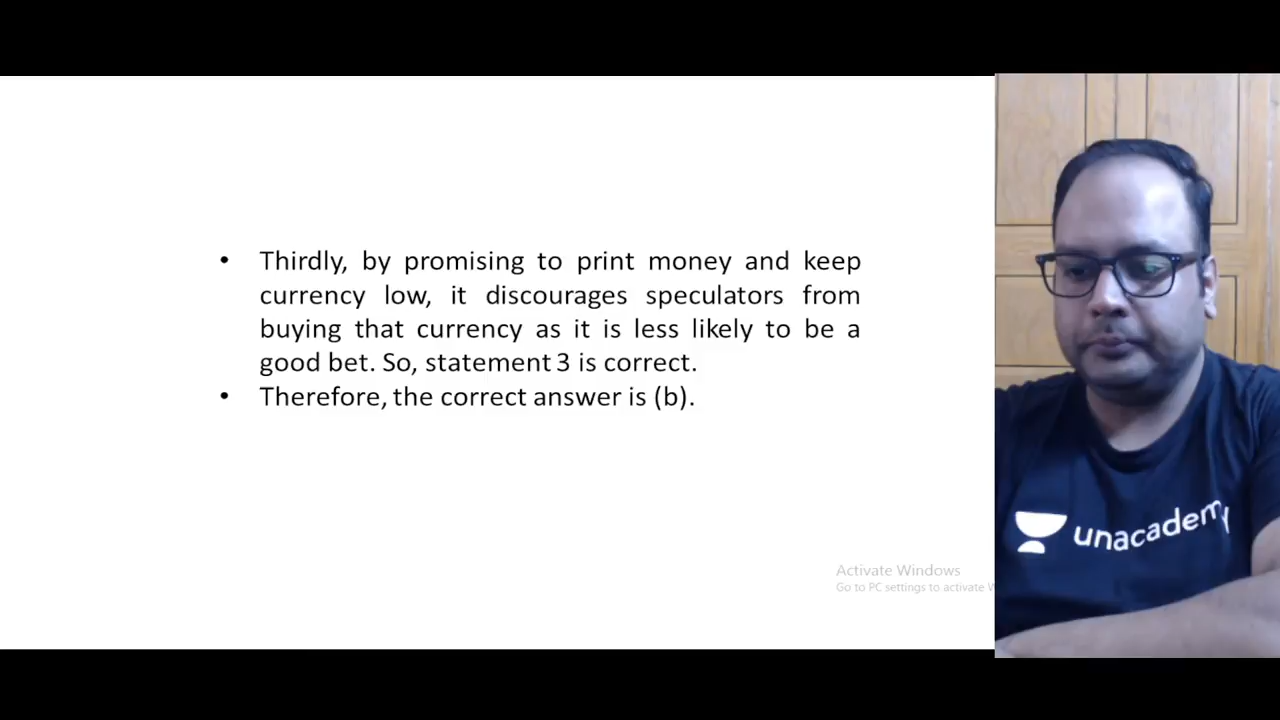 • Thirdly, by promising to print money and keep
currency low, it discourages speculators from
buying that currency as it is less likely to be a
good bet. So, statement 3 is correct.
• Therefore, the correct answer is (b).
unacademy
Activate Windows
Go to PC settings to activate